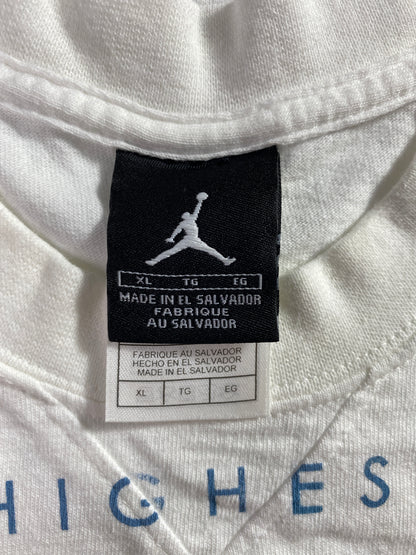 XL TG EG
MADE IN EL SALVADOR
FABRIQUE
AU SALVADOR
FABRIQUE AU SALVADOR
HECHO EN EL SALVADOR
MADE IN EL SALVADOR
XL TG EG
HIGHES